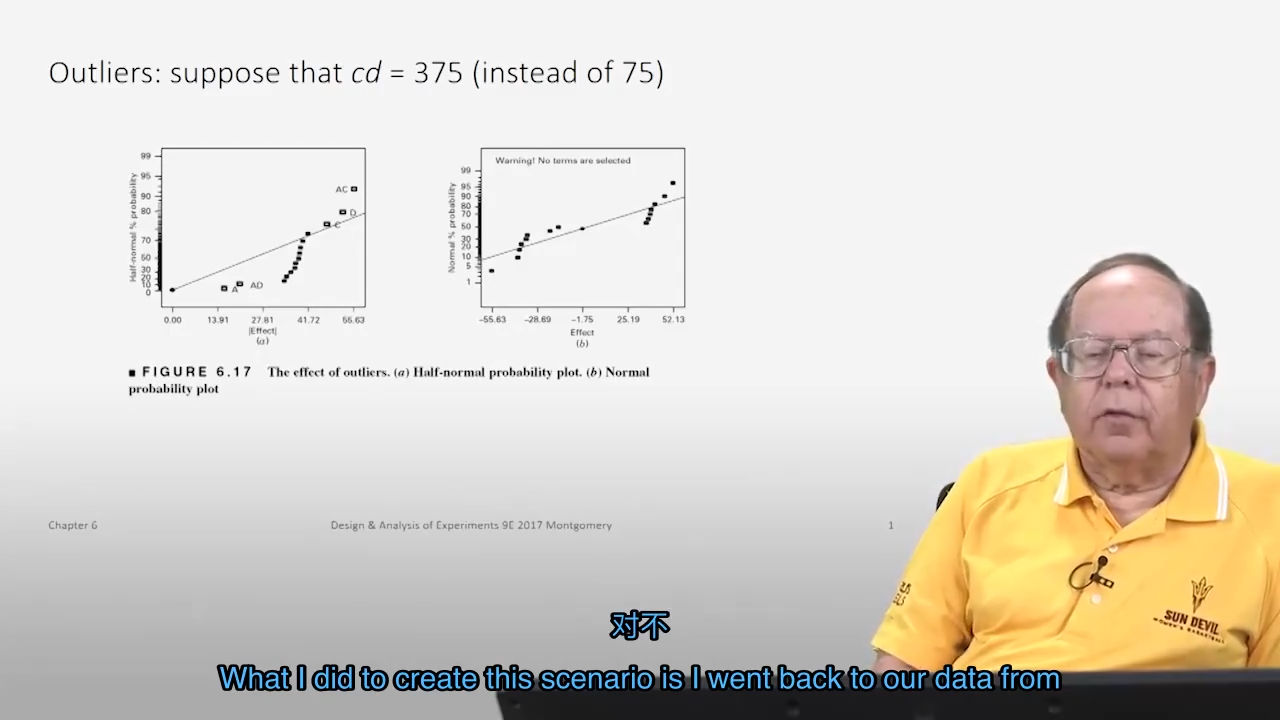 Outliers: suppose that cd = 375 (instead of 75)
Half-normal % probability
99
95
90
80
70
50
30
20
10
0
AC
D
C
A
AD
0.00 13.91 27.81 41.72 55.63
|Effect|
(a)
Warning! No terms are selected
Normal % probability
99
95
90
80
70
50
30
20
10
5
1
−55.63 −28.69 −1.75 25.19 52.13
Effect
(b)
■ FIGURE 6.17 The effect of outliers. (a) Half-normal probability plot. (b) Normal
probability plot
Chapter 6 Design & Analysis of Experiments 9E 2017 Montgomery 1
SUN DEVIL
WOMEN'S BASKETBALL
对不
What I did to create this scenario is I went back to our data from